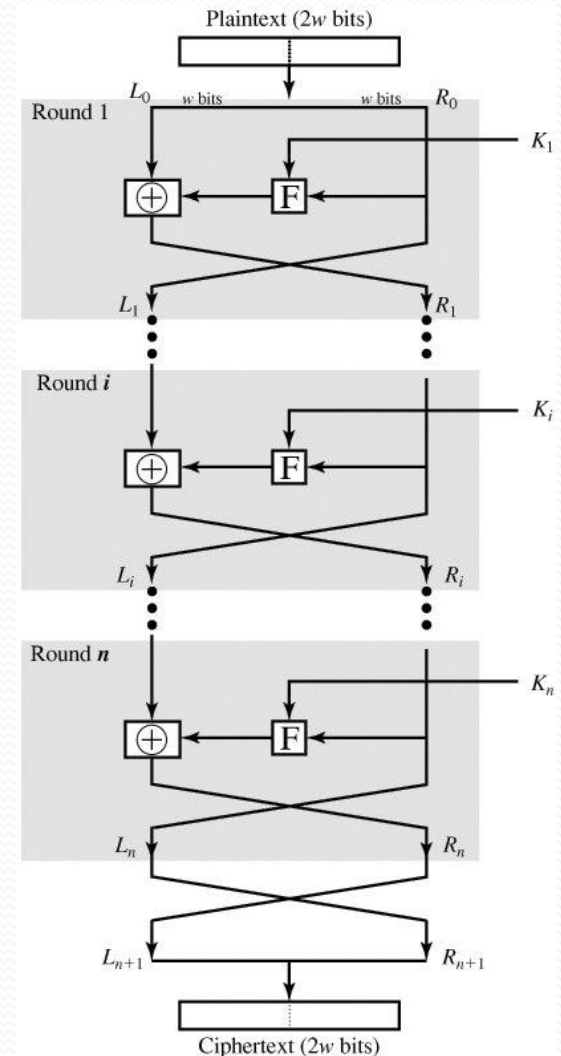 Plaintext (2w bits)
L₀ w bits w bits R₀
Round 1
K₁
⊕ F
L₁ R₁
Round i
Kᵢ
⊕ F
Lᵢ Rᵢ
Round n
Kₙ
⊕ F
Lₙ Rₙ
Lₙ₊₁ Rₙ₊₁
Ciphertext (2w bits)